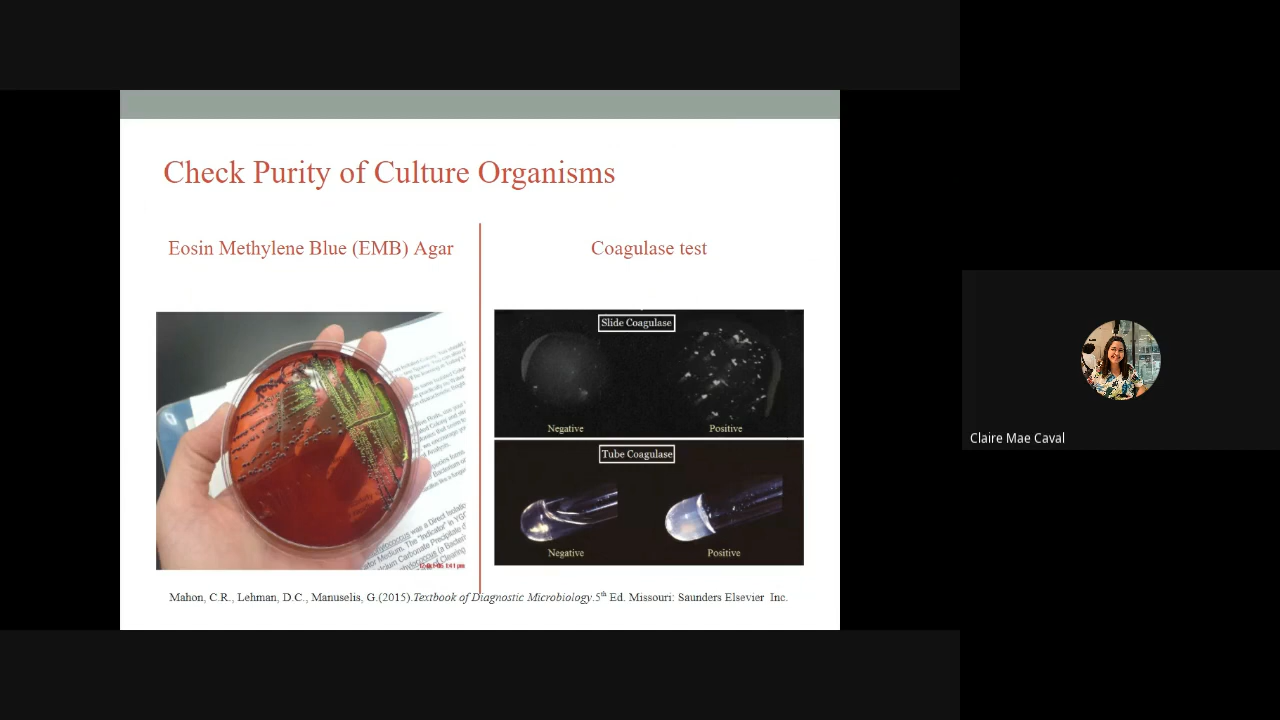 Check Purity of Culture Organisms
Eosin Methylene Blue (EMB) Agar
Coagulase test
Slide Coagulase
Negative
Positive
Tube Coagulase
Negative
Positive
Mahon, C.R., Lehman, D.C., Manuselis, G.(2015).Textbook of Diagnostic Microbiology.5th Ed. Missouri: Saunders Elsevier Inc.
Claire Mae Caval